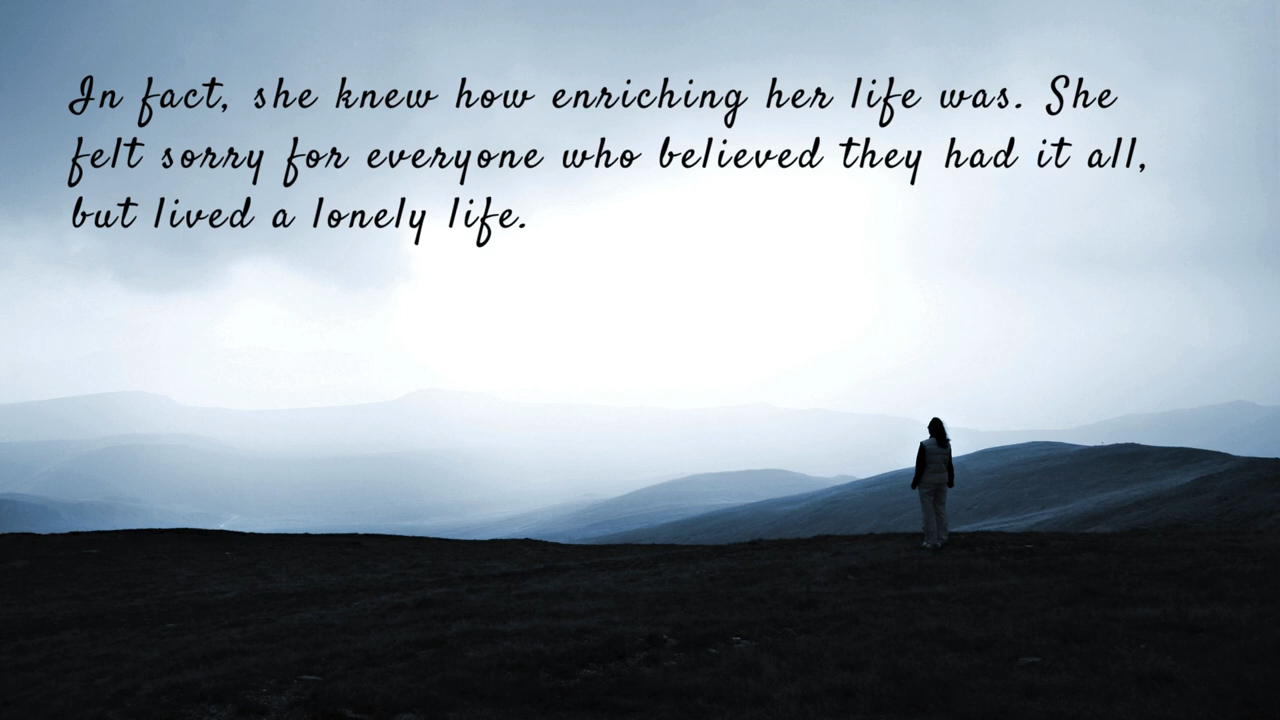 In fact, she knew how enriching her life was. She
felt sorry for everyone who believed they had it all,
but lived a lonely life.